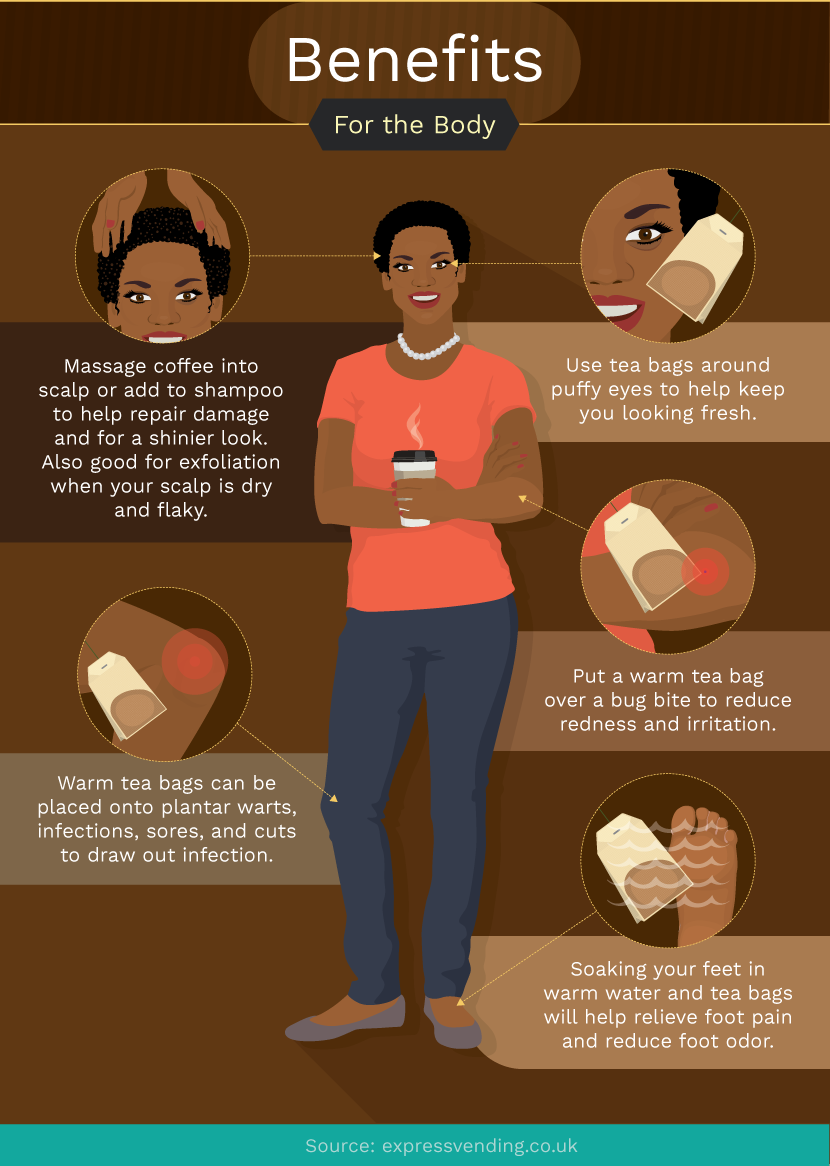 Benefits
For the Body
Massage coffee into
scalp or add to shampoo
to help repair damage
and for a shinier look.
Also good for exfoliation
when your scalp is dry
and flaky.
Use tea bags around
puffy eyes to help keep
you looking fresh.
Put a warm tea bag
over a bug bite to reduce
redness and irritation.
Warm tea bags can be
placed onto plantar warts,
infections, sores, and cuts
to draw out infection.
Soaking your feet in
warm water and tea bags
will help relieve foot pain
and reduce foot odor.
Source: expressvending.co.uk